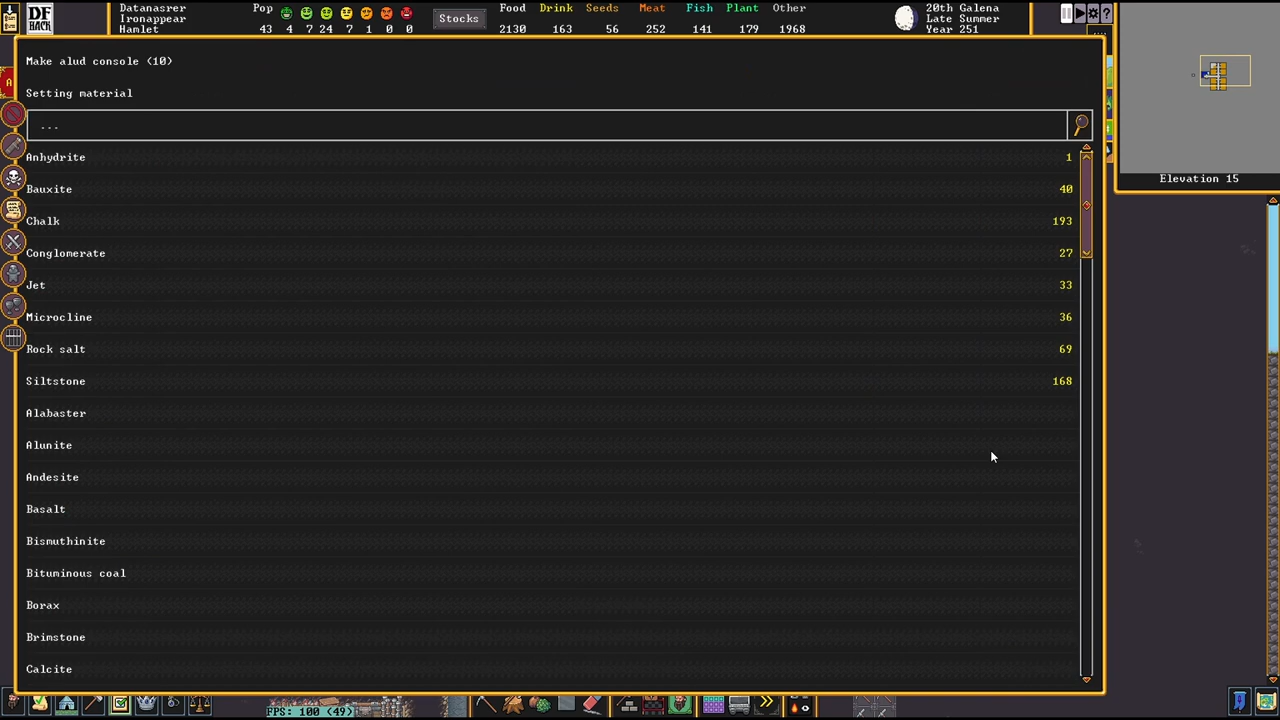 DF HACK
Datanasrer
Ironappear
Hamlet
Pop
43 4 7 24 7 1 0 0
Stocks
Food Drink Seeds Meat Fish Plant Other
2130 163 56 252 141 179 1968
20th Galena
Late Summer
Year 251
Make alud console (10)
Setting material
...
Anhydrite 1
Bauxite 40
Chalk 193
Conglomerate 27
Jet 33
Microcline 36
Rock salt 69
Siltstone 168
Alabaster
Alunite
Andesite
Basalt
Bismuthinite
Bituminous coal
Borax
Brimstone
Calcite
Elevation 15
FPS: 100 (49)